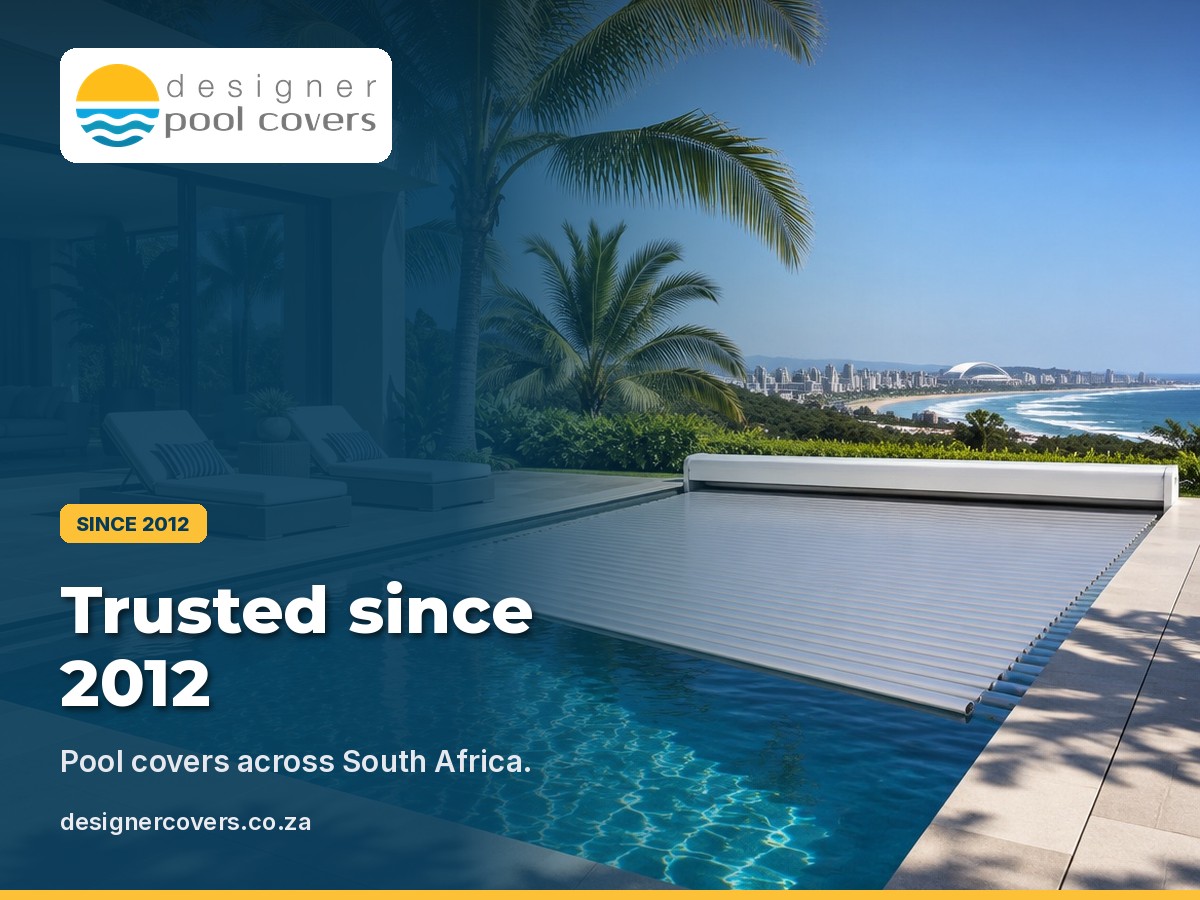 designer
pool covers
SINCE 2012
Trusted since
2012
Pool covers across South Africa.
designercovers.co.za